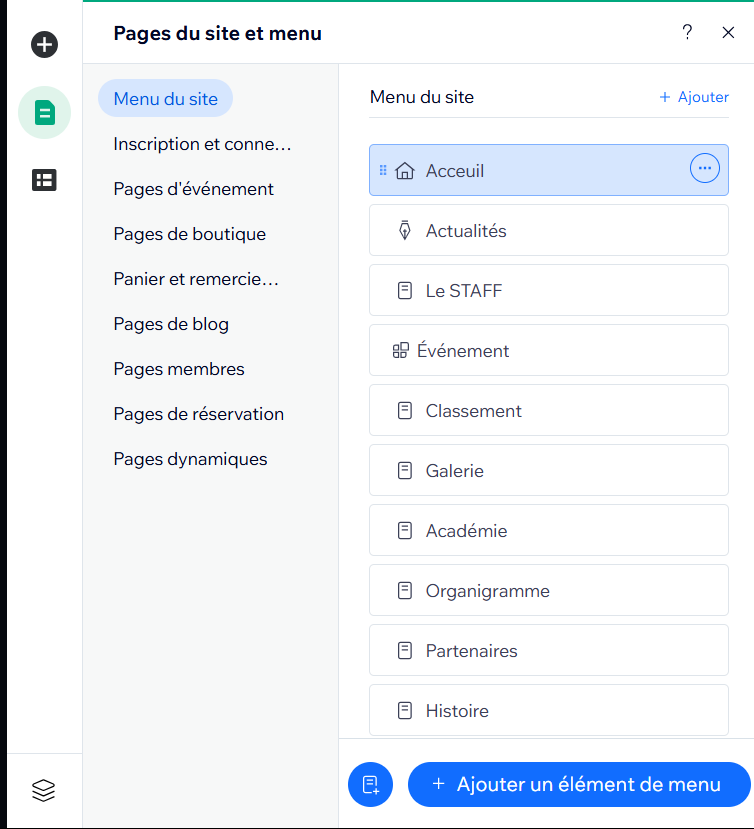 Pages du site et menu
?
Menu du site
Inscription et conne...
Pages d'événement
Pages de boutique
Panier et remercie...
Pages de blog
Pages membres
Pages de réservation
Pages dynamiques
Menu du site
+ Ajouter
Acceuil
Actualités
Le STAFF
Événement
Classement
Galerie
Académie
Organigramme
Partenaires
Histoire
+ Ajouter un élément de menu